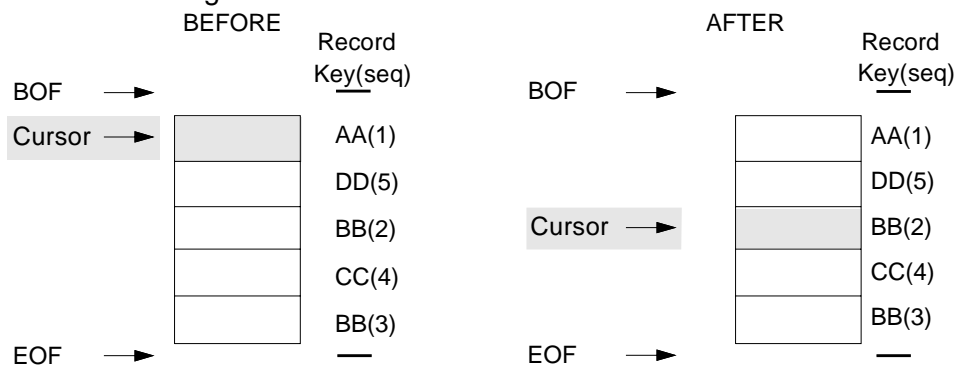 BEFORE
Record
Key(seq)
BOF
Cursor
AA(1)
DD(5)
BB(2)
CC(4)
BB(3)
EOF
AFTER
Record
Key(seq)
BOF
AA(1)
DD(5)
Cursor
BB(2)
CC(4)
BB(3)
EOF